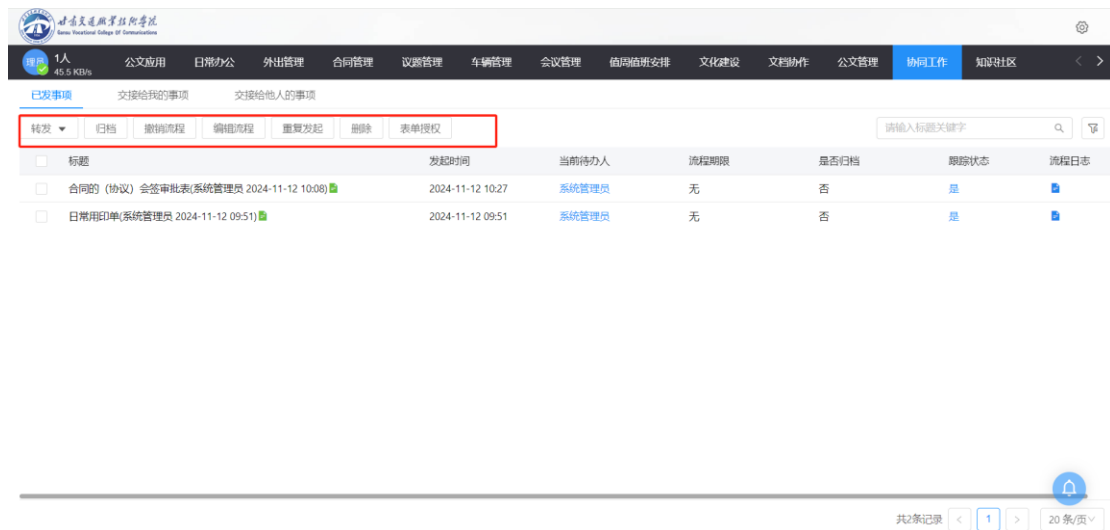 甘肃交通职业技术学院
Gansu Vocational College Of Communications
理员
1人
45.5 KB/s
公文应用 日常办公 外出管理 合同管理 议题管理 车辆管理 会议管理 值周值班安排 文化建设 文档协作 公文管理 协同工作 知识社区
已发事项 交接给我的事项 交接给他人的事项
转发 归档 撤销流程 编辑流程 重复发起 删除 表单授权 请输入标题关键字
标题 发起时间 当前待办人 流程期限 是否归档 跟踪状态 流程日志
合同的（协议）会签审批表(系统管理员 2024-11-12 10:08) 2024-11-12 10:27 系统管理员 无 否 是
日常用印单(系统管理员 2024-11-12 09:51) 2024-11-12 09:51 系统管理员 无 否 是
共2条记录 < 1 > 20 条/页